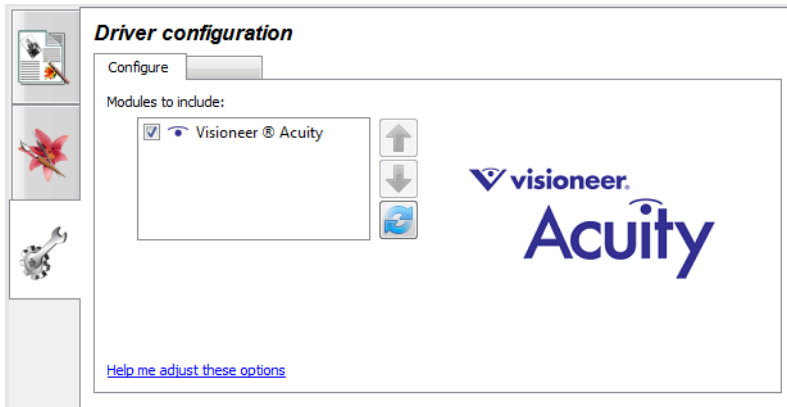 Driver configuration
Configure
Modules to include:
Visioneer ® Acuity
visioneer.
Acuity
Help me adjust these options